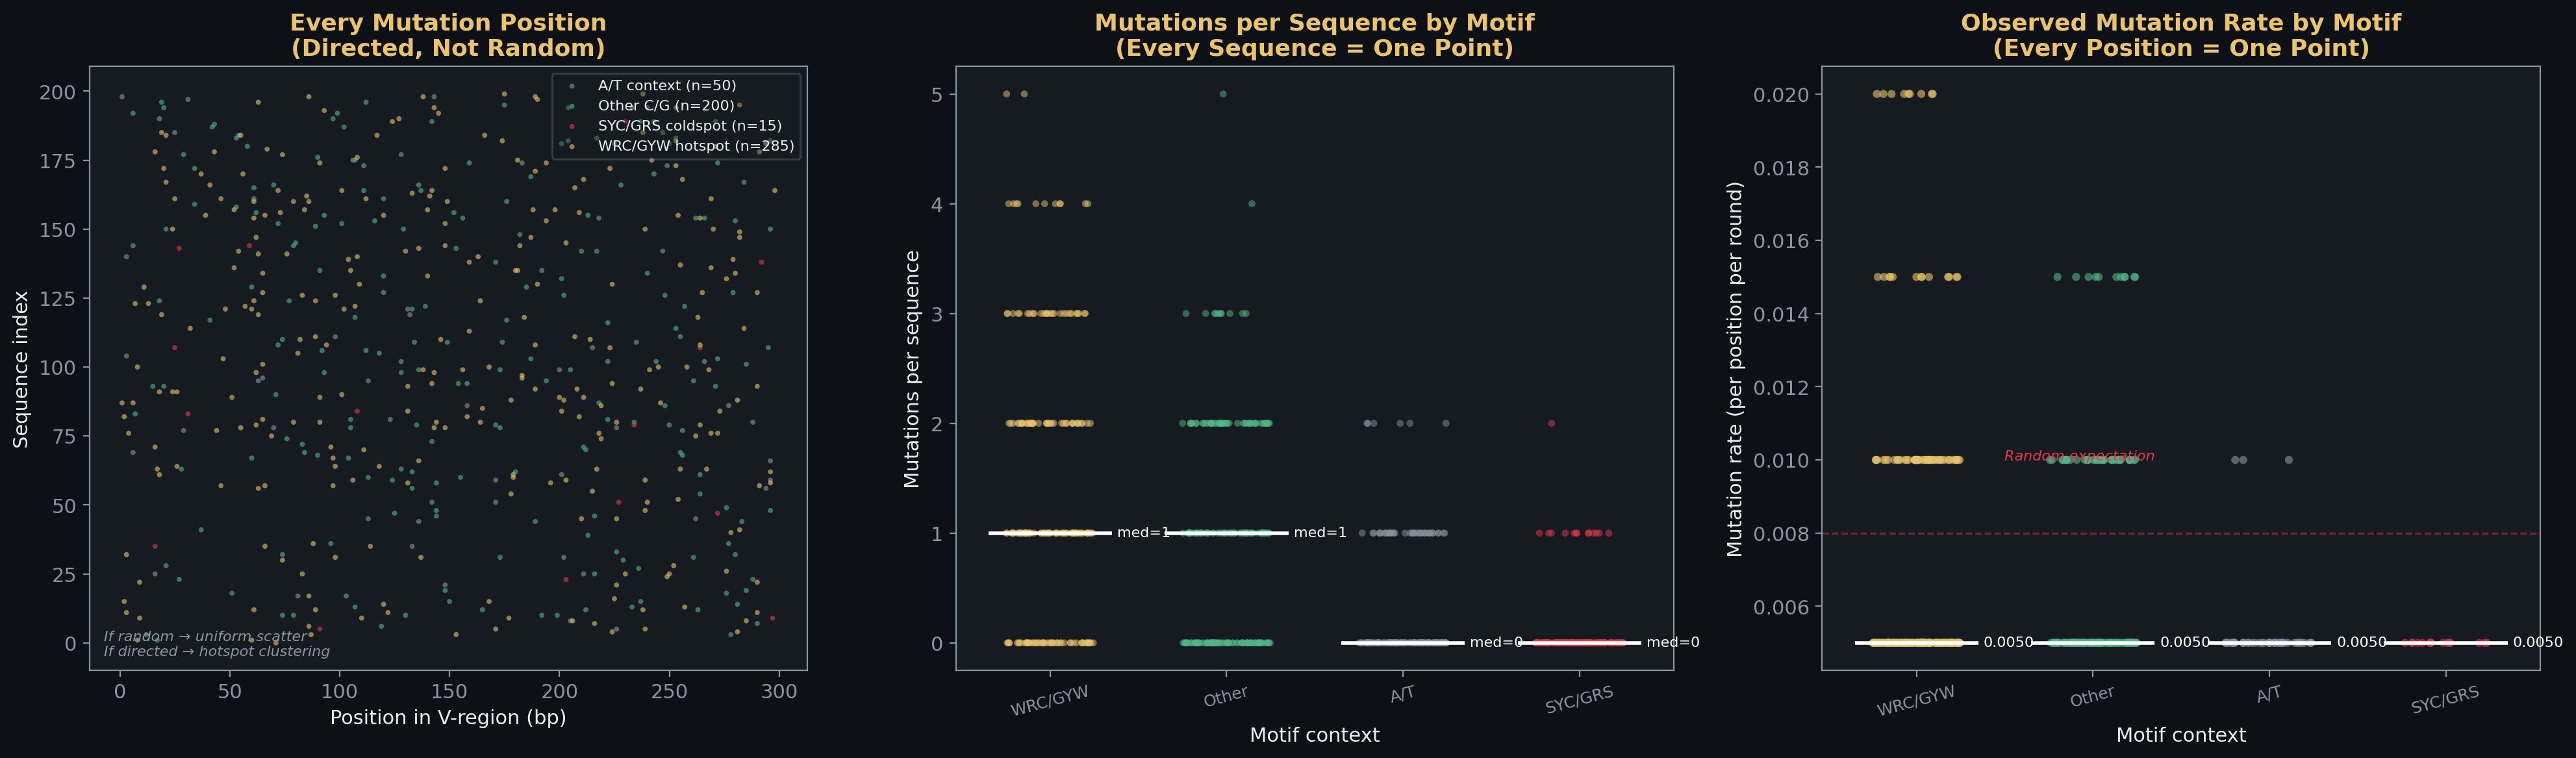 Every Mutation Position
(Directed, Not Random)
Sequence index
200
175
150
125
100
75
50
25
0
A/T context (n=50)
Other C/G (n=200)
SYC/GRS coldspot (n=15)
WRC/GYW hotspot (n=285)
If random → uniform scatter
If directed → hotspot clustering
0 50 100 150 200 250 300
Position in V-region (bp)
Mutations per Sequence by Motif
(Every Sequence = One Point)
Mutations per sequence
5
4
3
2
1
0
med=1
med=1
med=0
med=0
WRC/GYW Other A/T SYC/GRS
Motif context
Observed Mutation Rate by Motif
(Every Position = One Point)
Mutation rate (per position per round)
0.020
0.018
0.016
0.014
0.012
0.010
0.008
0.006
Random expectation
0.0050 0.0050 0.0050 0.0050
WRC/GYW Other A/T SYC/GRS
Motif context